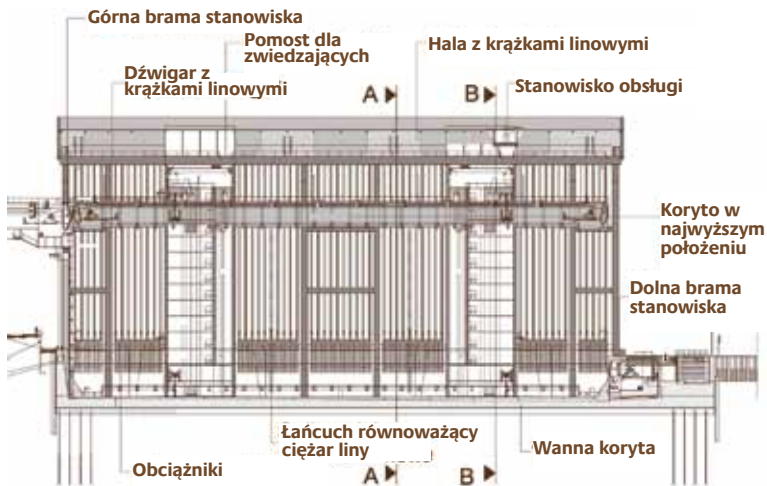 Górna brama stanowiska
Pomost dla
zwiedzających
Hala z krążkami linowymi
Dźwigar z
krążkami linowymi
Stanowisko obsługi
A
B
Koryto w
najwyższym
położeniu
Dolna brama
stanowiska
Łańcuch równoważący
ciężar liny
Wanna koryta
Obciążniki
A
B